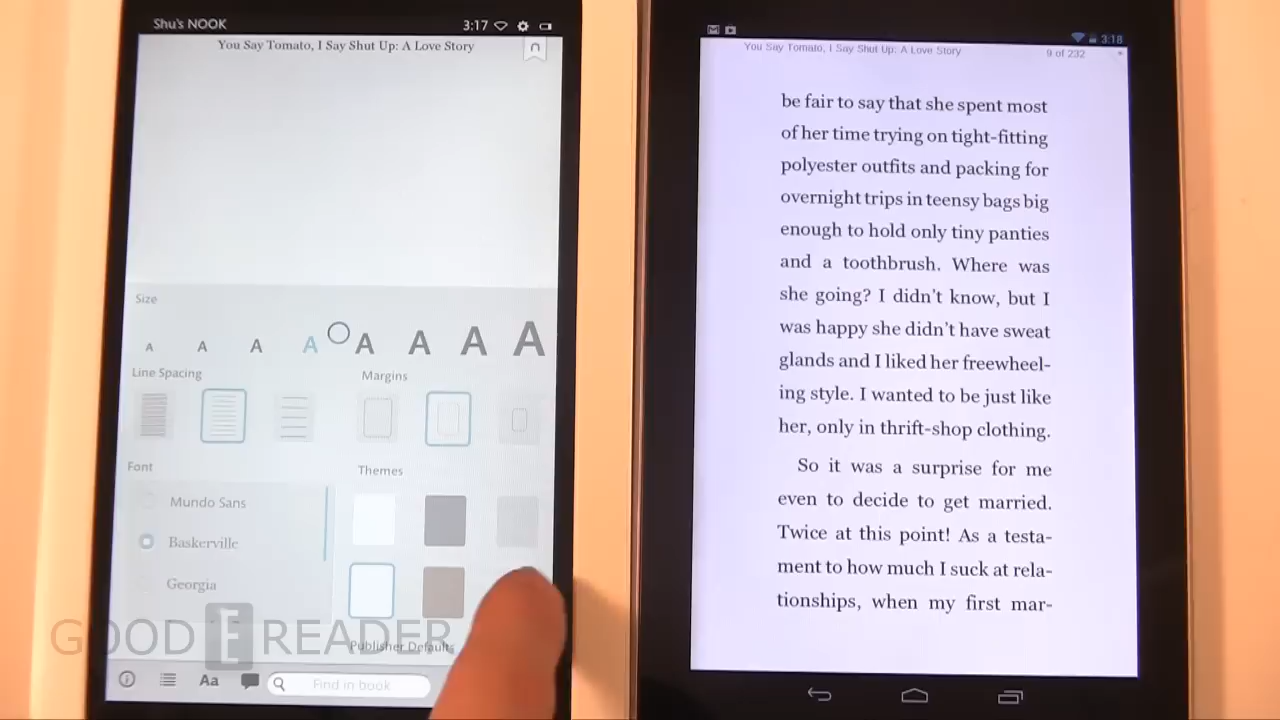 Shu's NOOK
3:17
You Say Tomato, I Say Shut Up: A Love Story
n
Size
A A A A A A A A
Line Spacing
Margins
Font
Themes
Mundo Sans
Baskerville
Georgia
Publisher Defaults
Aa
Find in book
GOOD E READER
3:18
You Say Tomato, I Say Shut Up: A Love Story
9 of 232
be fair to say that she spent most
of her time trying on tight-fitting
polyester outfits and packing for
overnight trips in teensy bags big
enough to hold only tiny panties
and a toothbrush. Where was
she going? I didn't know, but I
was happy she didn't have sweat
glands and I liked her freewheel-
ing style. I wanted to be just like
her, only in thrift-shop clothing.
So it was a surprise for me
even to decide to get married.
Twice at this point! As a testa-
ment to how much I suck at rela-
tionships, when my first mar-